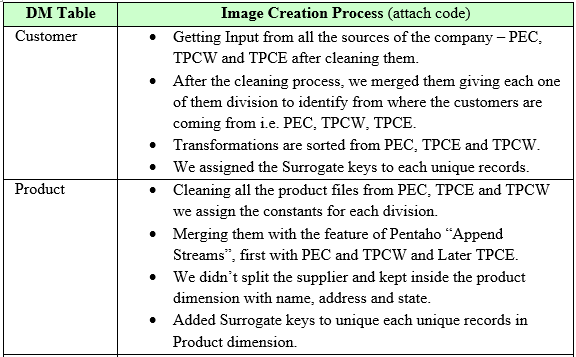 DM Table
Image Creation Process (attach code)
Customer
• Getting Input from all the sources of the company – PEC,
TPCW and TPCE after cleaning them.
• After the cleaning process, we merged them giving each one
of them division to identify from where the customers are
coming from i.e. PEC, TPCW, TPCE.
• Transformations are sorted from PEC, TPCE and TPCW.
• We assigned the Surrogate keys to each unique records.
Product
• Cleaning all the product files from PEC, TPCE and TPCW
we assign the constants for each division.
• Merging them with the feature of Pentaho “Append
Streams”, first with PEC and TPCW and Later TPCE.
• We didn’t split the supplier and kept inside the product
dimension with name, address and state.
• Added Surrogate keys to unique each unique records in
Product dimension.